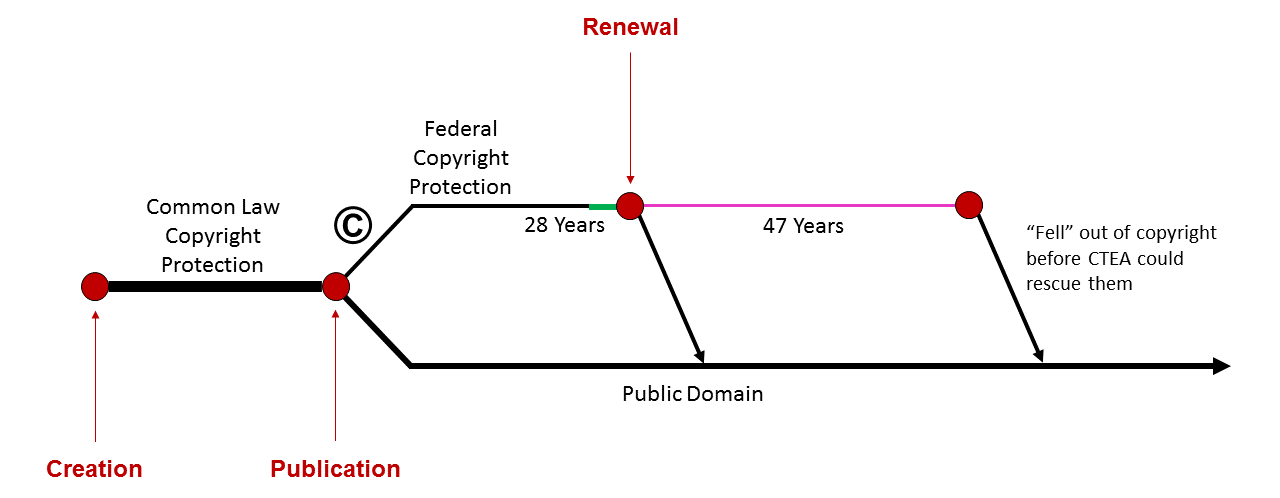 Renewal
Federal
Copyright
Protection
Common Law
Copyright
Protection
©
28 Years
47 Years
“Fell” out of copyright
before CTEA could
rescue them
Public Domain
Creation
Publication